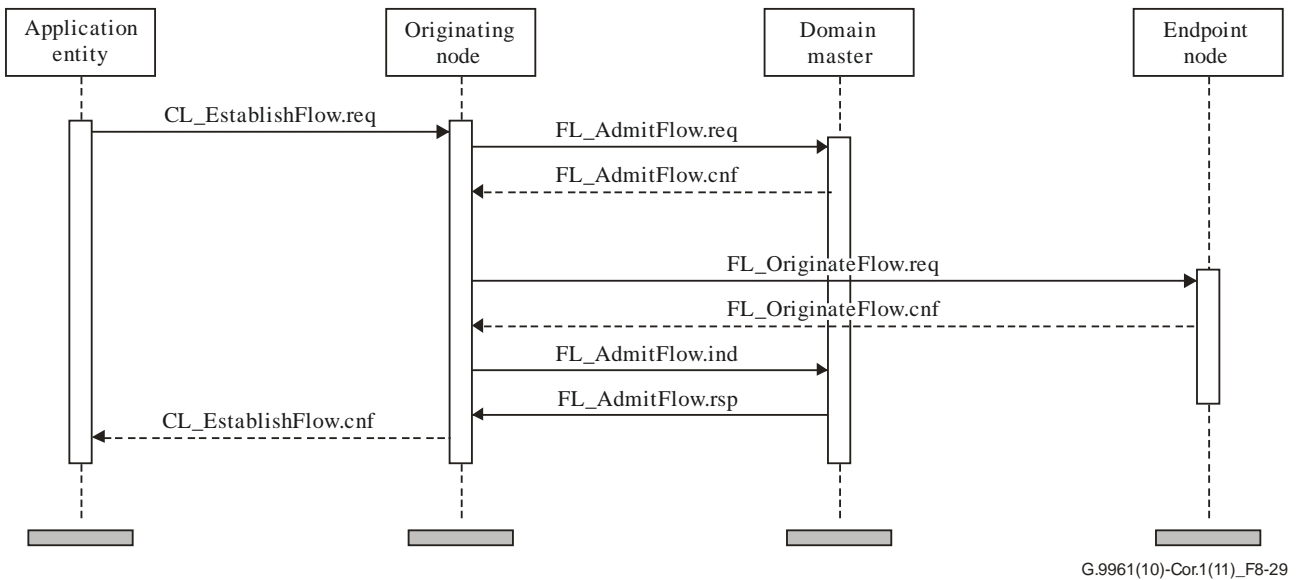 Application
entity
Originating
node
Domain
master
Endpoint
node
CL_EstablishFlow.req
FL_AdmitFlow.req
FL_AdmitFlow.cnf
FL_OriginateFlow.req
FL_OriginateFlow.cnf
FL_AdmitFlow.ind
FL_AdmitFlow.rsp
CL_EstablishFlow.cnf
G.9961(10)-Cor.1(11)_F8-29